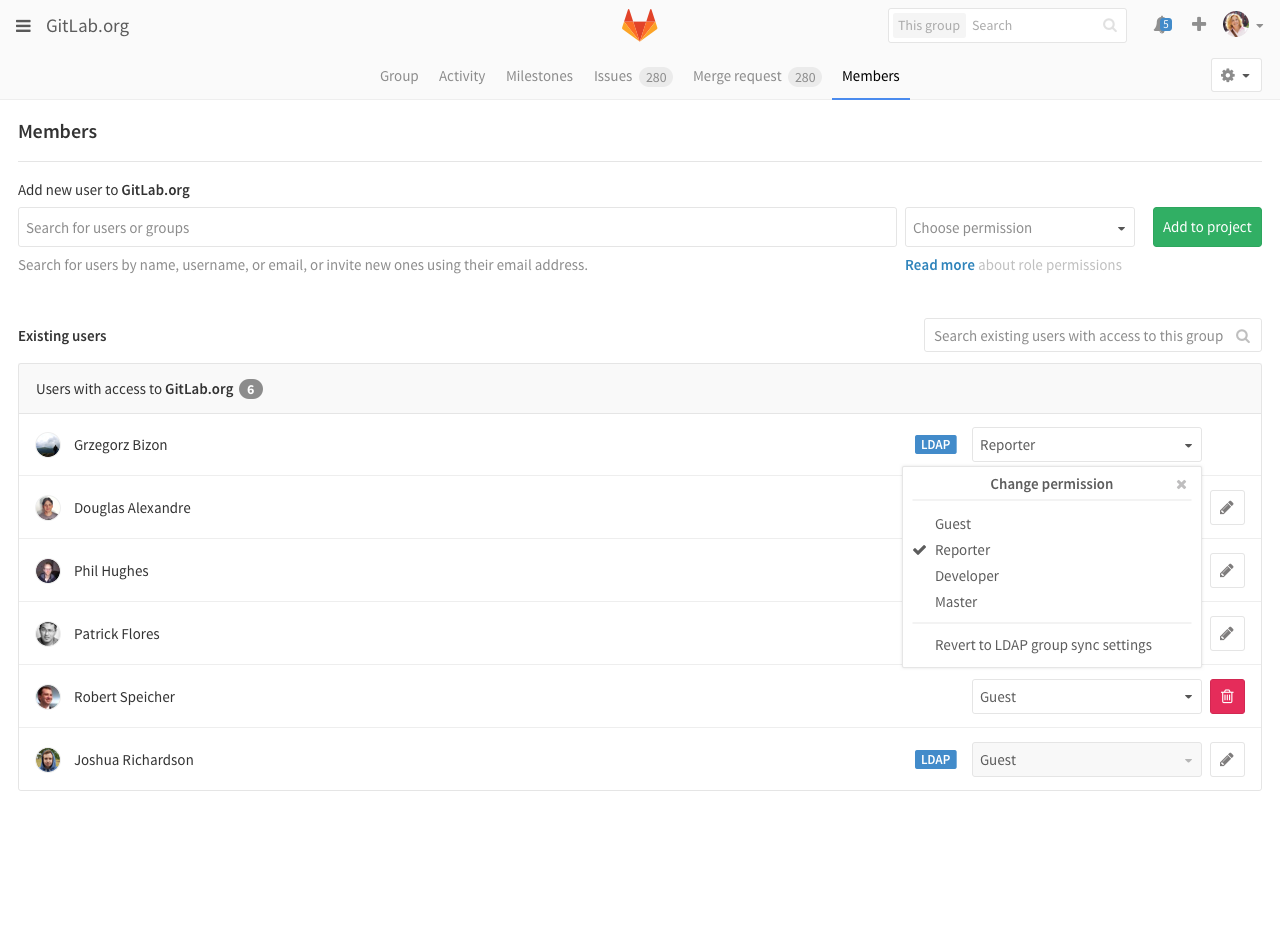 GitLab.org
This group Search
5
Group Activity Milestones Issues 280 Merge request 280 Members
Members
Add new user to GitLab.org
Search for users or groups Choose permission Add to project
Search for users by name, username, or email, or invite new ones using their email address. Read more about role permissions
Existing users Search existing users with access to this group
Users with access to GitLab.org 6
Grzegorz Bizon LDAP Reporter
Change permission
Douglas Alexandre
Guest
Reporter
Phil Hughes
Developer
Master
Patrick Flores
Revert to LDAP group sync settings
Robert Speicher Guest
Joshua Richardson LDAP Guest